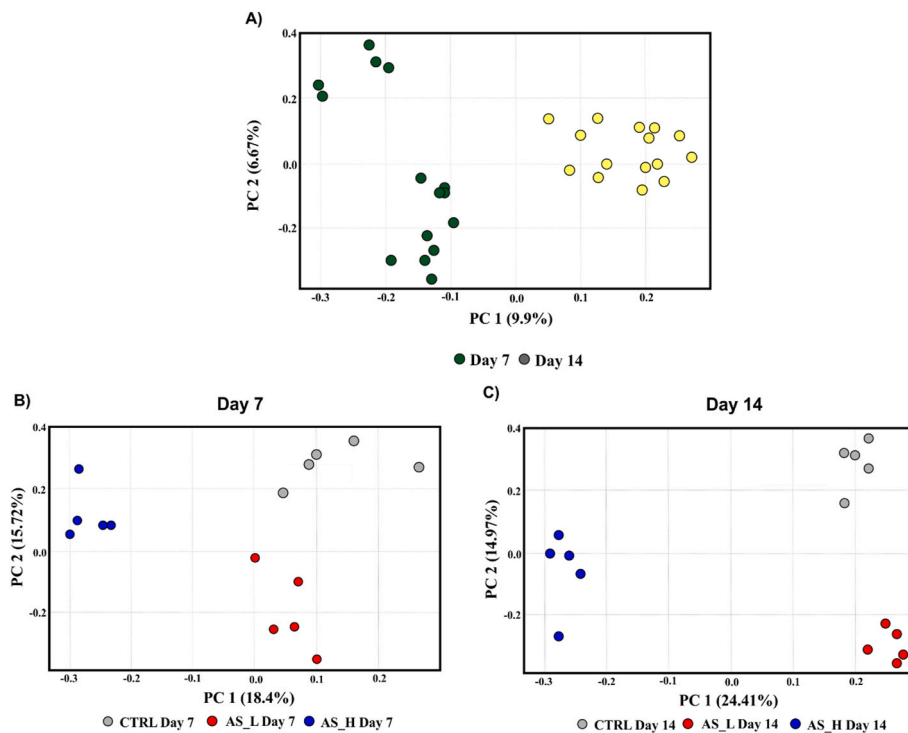 A)
0.4
0.2
0.0
-0.2
PC 2 (6.67%)
-0.3 -0.2 -0.1 0.0 0.1 0.2
PC 1 (9.9%)
Day 7 Day 14
B)
Day 7
0.4
0.2
0.0
-0.2
PC 2 (15.72%)
-0.3 -0.2 -0.1 0.0 0.1 0.2
PC 1 (18.4%)
CTRL Day 7 AS_L Day 7 AS_H Day 7
C)
Day 14
0.4
0.2
0.0
-0.2
PC 2 (14.97%)
-0.3 -0.2 -0.1 0.0 0.1 0.2
PC 1 (24.41%)
CTRL Day 14 AS_L Day 14 AS_H Day 14